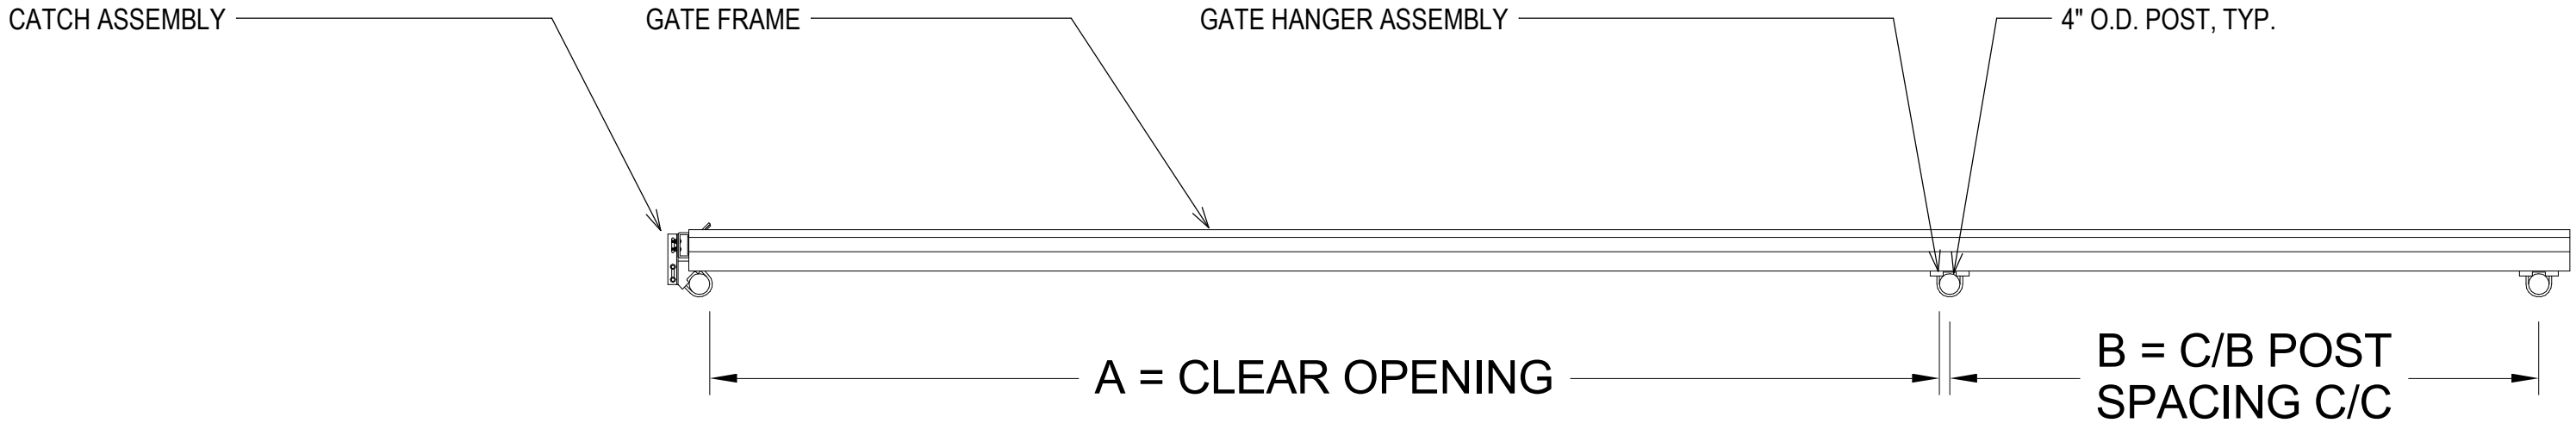 CATCH ASSEMBLY
GATE FRAME
GATE HANGER ASSEMBLY
4" O.D. POST, TYP.
A = CLEAR OPENING
B = C/B POST
SPACING C/C